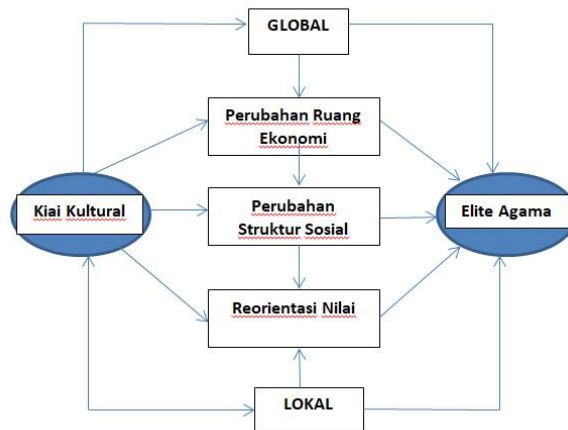 GLOBAL
Perubahan Ruang
Ekonomi
Kiai Kultural
Perubahan
Struktur Sosial
Elite Agama
Reorientasi Nilai
LOKAL